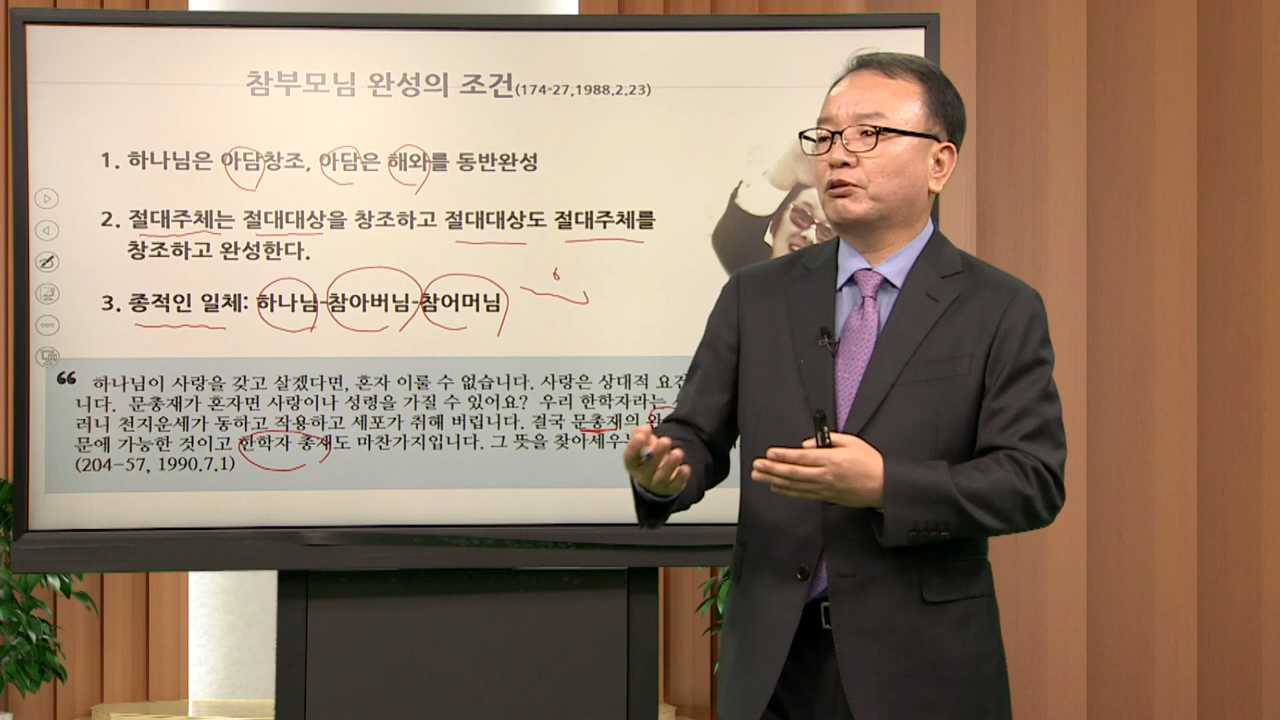 참부모님 완성의 조건(174-27,1988.2.23)
1. 하나님은 아담창조, 아담은 해와를 동반완성
2. 절대주체는 절대대상을 창조하고 절대대상도 절대주체를
창조하고 완성한다.
3. 종적인 일체: 하나님-참아버님-참어머님
6
“ 하나님이 사랑을 갖고 살겠다면, 혼자 이룰 수 없습니다. 사랑은 상대적 요건
니다. 문총재가 혼자면 사랑이나 성령을 가질 수 있어요? 우리 한학자라는
러니 천지운세가 동하고 작용하고 세포가 취해 버립니다. 결국 문총재의
문에 가능한 것이고 한학자 총재도 마찬가지입니다. 그 뜻을 찾아세우
(204-57, 1990.7.1)